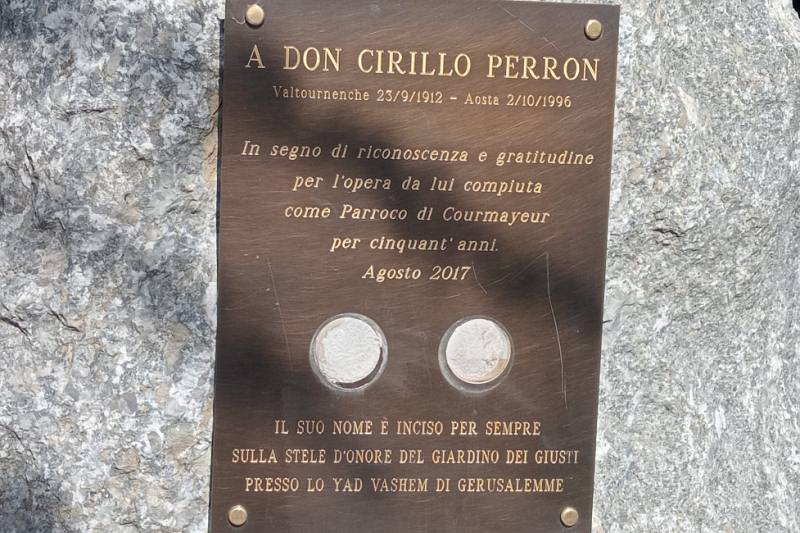 A DON CIRILLO PERRON
Valtournenche 23/9/1912 - Aosta 2/10/1996
In segno di riconoscenza e gratitudine
per l'opera da lui compiuta
come Parroco di Courmayeur
per cinquant' anni.
Agosto 2017
IL SUO NOME È INCISO PER SEMPRE
SULLA STELE D'ONORE DEL GIARDINO DEI GIUSTI
PRESSO LO YAD VASHEM DI GERUSALEMME